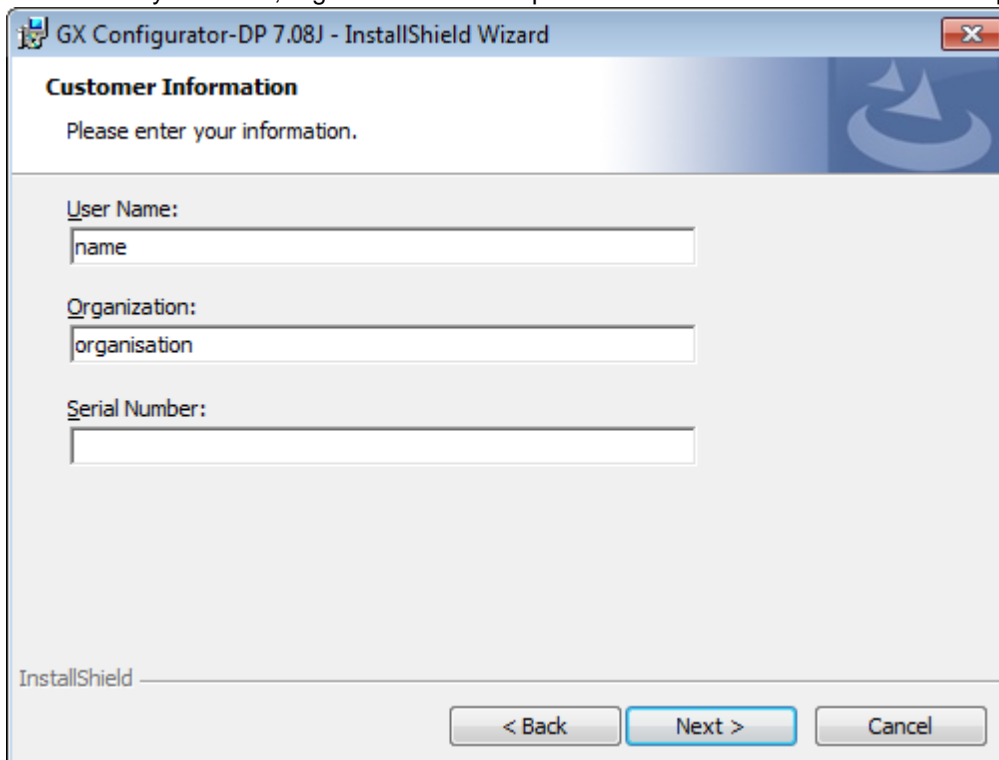 GX Configurator-DP 7.08J - InstallShield Wizard
Customer Information
Please enter your information.
User Name:
name
Organization:
organisation
Serial Number:
InstallShield
< Back Next > Cancel